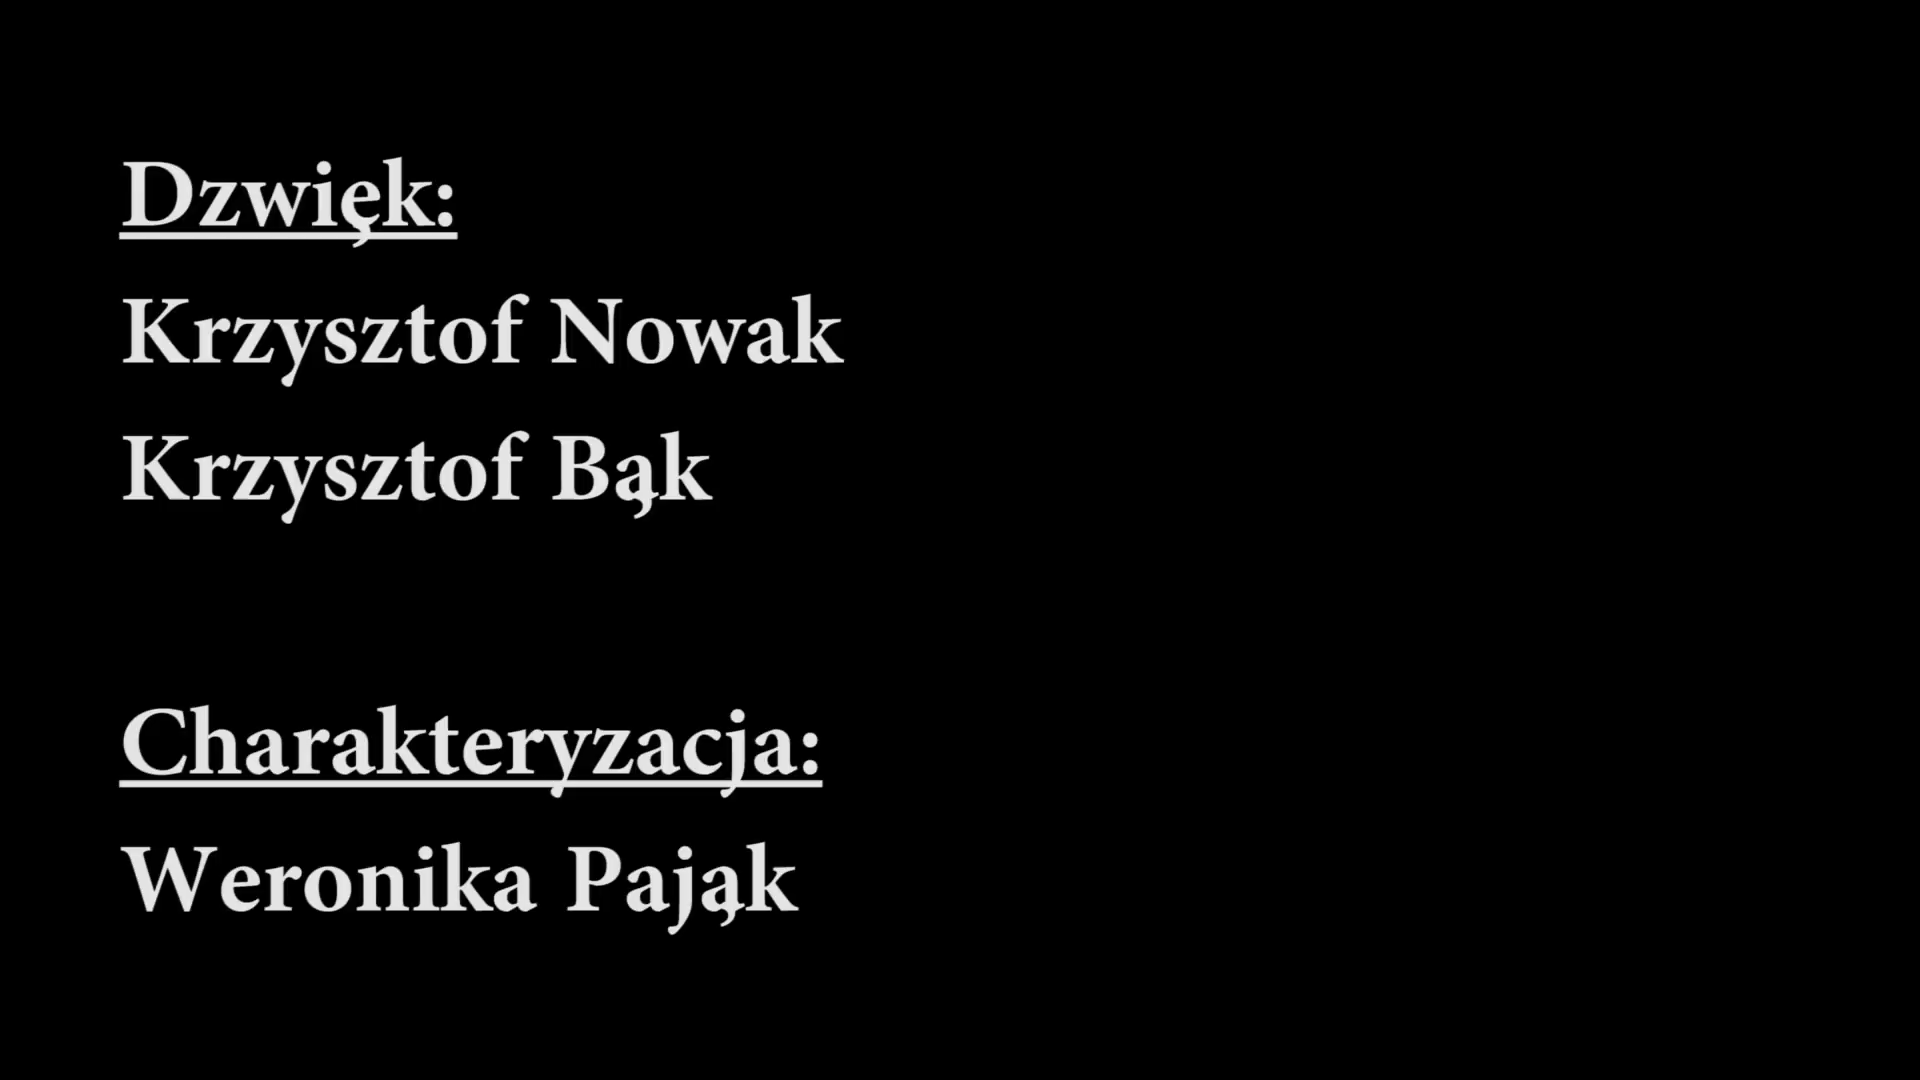 Dzwięk:
Krzysztof Nowak
Krzysztof Bąk
Charakteryzacja:
Weronika Pająk